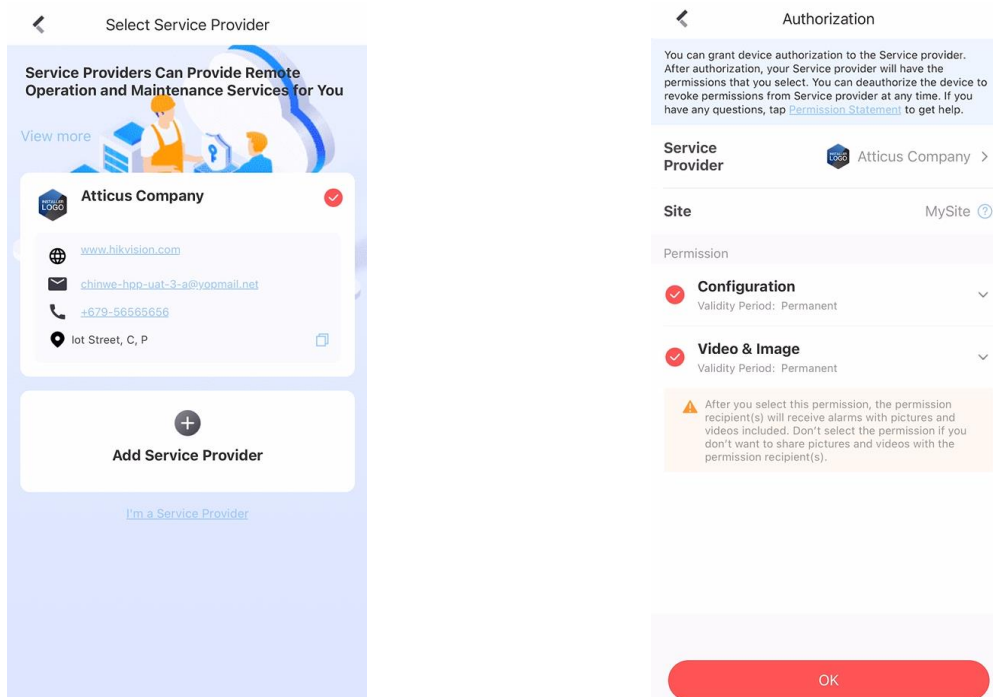 Select Service Provider
Service Providers Can Provide Remote
Operation and Maintenance Services for You
View more
INSTALLER
LOGO
Atticus Company
www.hikvision.com
chinwe-hpp-uat-3-a@yopmail.net
+679-56565656
Iot Street, C, P
Add Service Provider
I'm a Service Provider
Authorization
You can grant device authorization to the Service provider.
After authorization, your Service provider will have the
permissions that you select. You can deauthorize the device to
revoke permissions from Service provider at any time. If you
have any questions, tap Permission Statement to get help.
Service
Provider
INSTALLER
LOGO
Atticus Company
Site
MySite
Permission
Configuration
Validity Period: Permanent
Video & Image
Validity Period: Permanent
After you select this permission, the permission
recipient(s) will receive alarms with pictures and
videos included. Don't select the permission if you
don't want to share pictures and videos with the
permission recipient(s).
OK